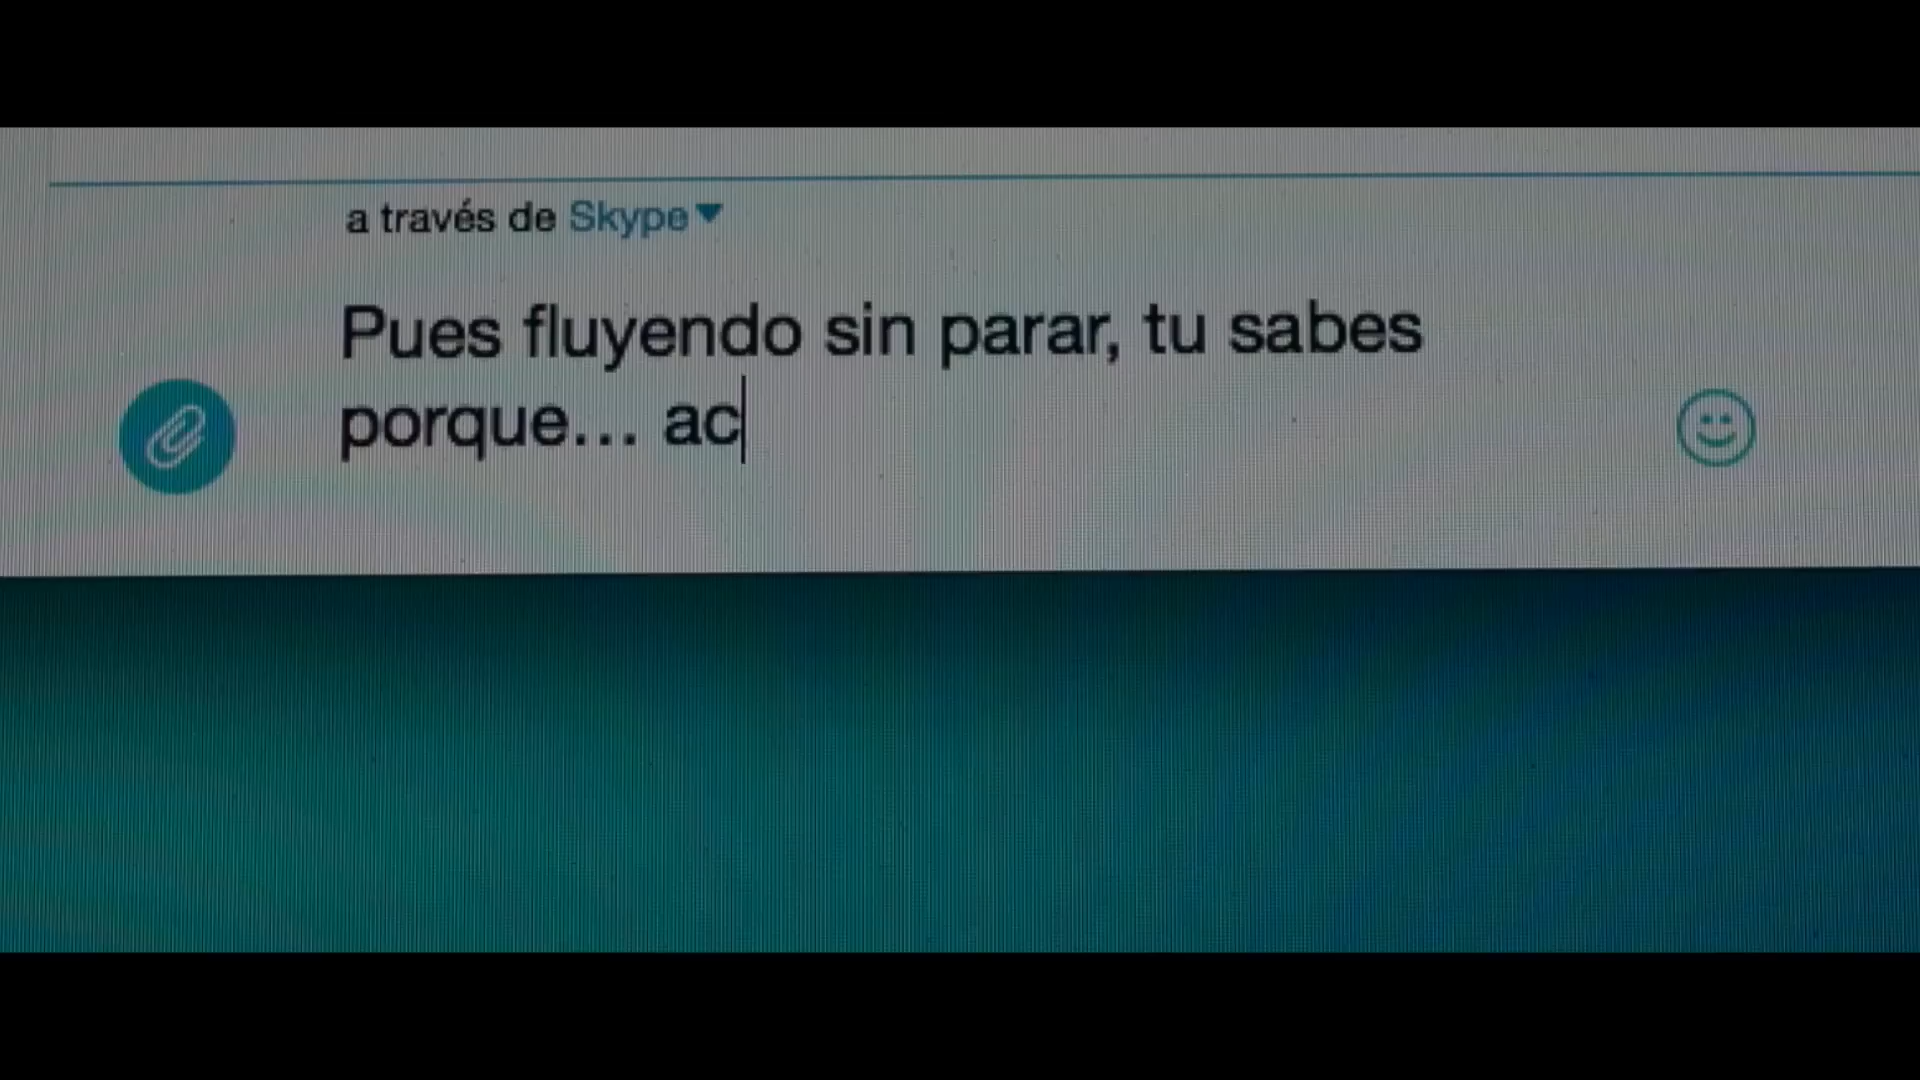 a través de Skype
Pues fluyendo sin parar, tu sabes
porque... ac